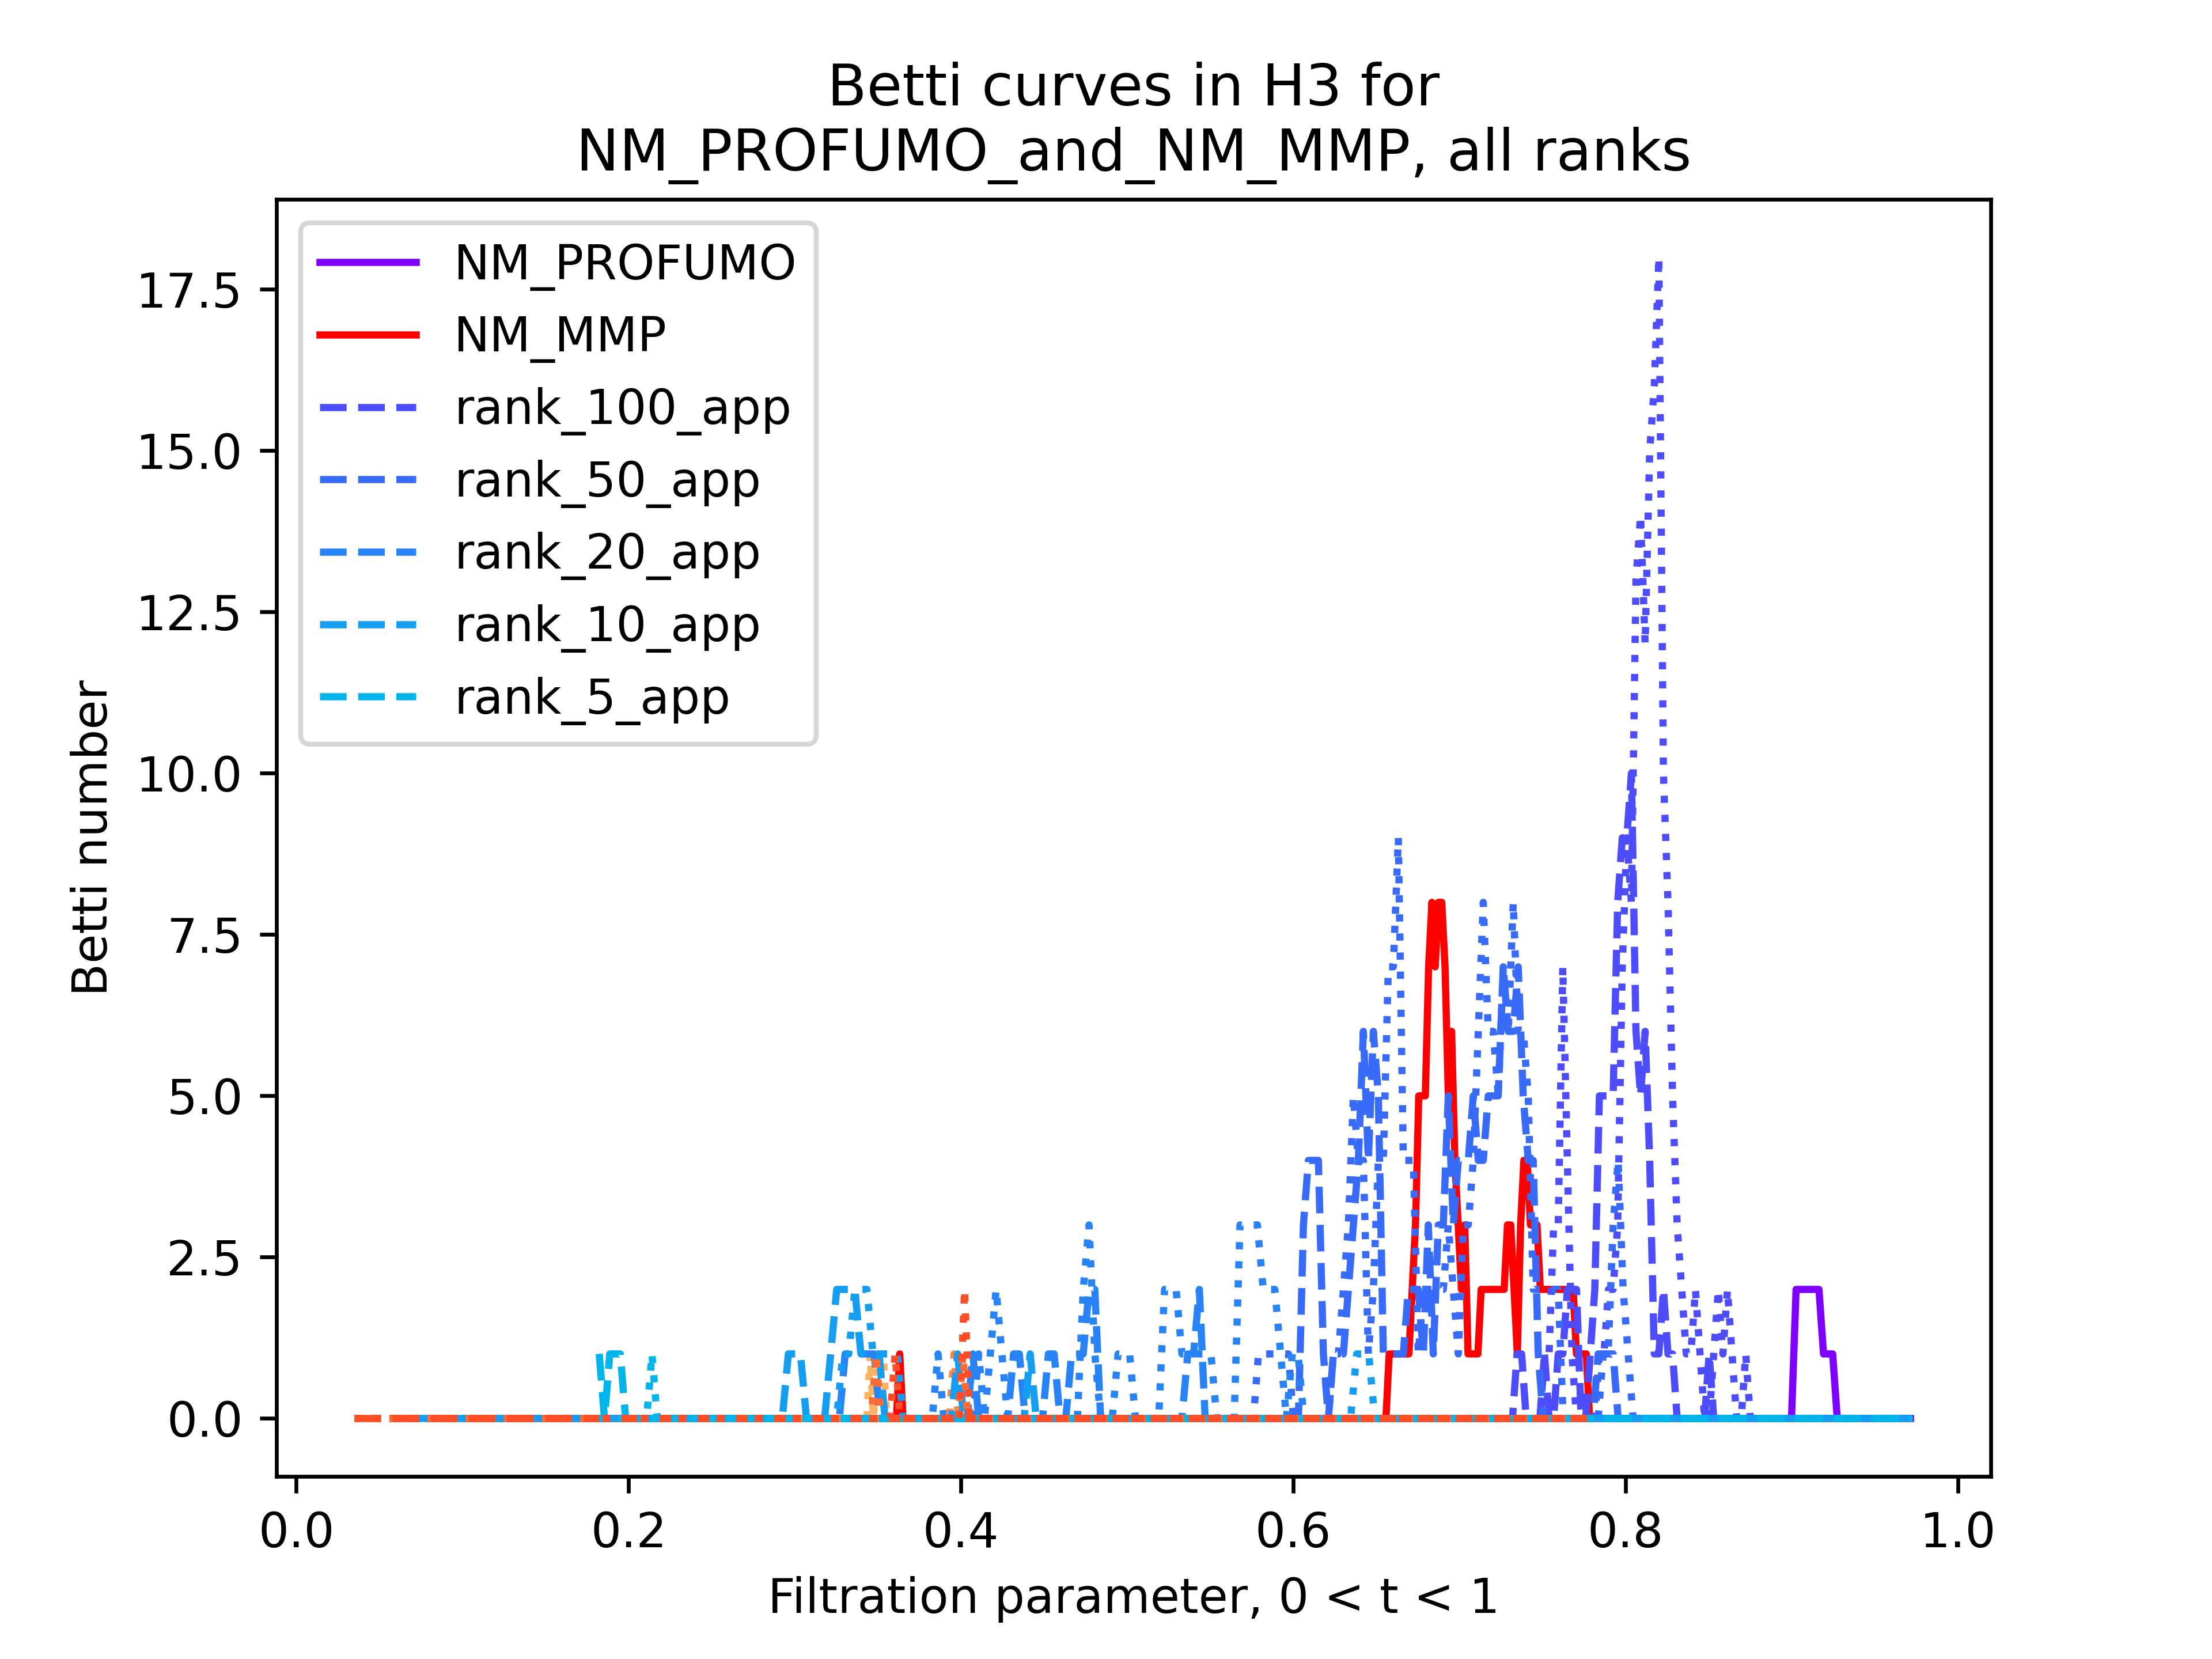 Betti curves in H3 for
NM_PROFUMO_and_NM_MMP, all ranks
NM_PROFUMO
NM_MMP
rank_100_app
rank_50_app
rank_20_app
rank_10_app
rank_5_app
17.5
15.0
12.5
10.0
7.5
5.0
2.5
0.0
Betti number
0.0 0.2 0.4 0.6 0.8 1.0
Filtration parameter, 0 < t < 1